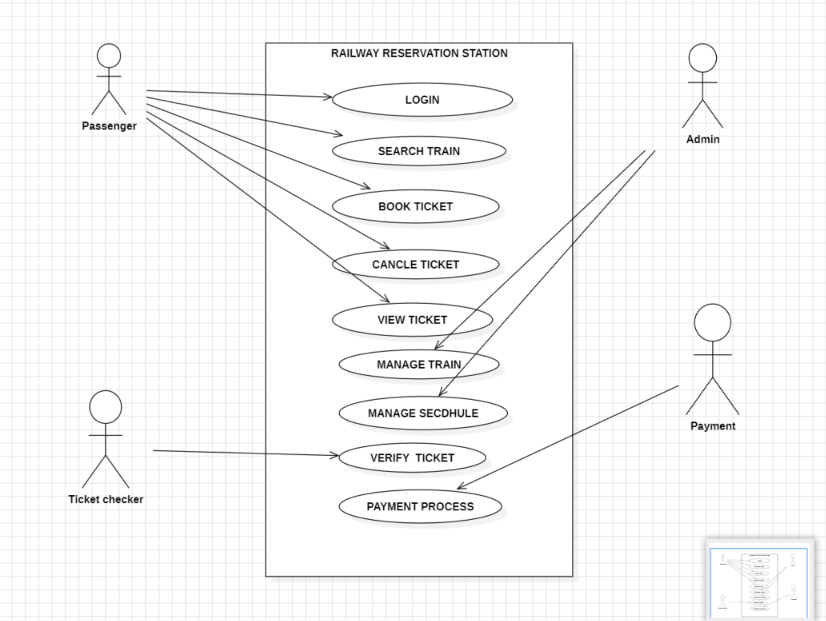 RAILWAY RESERVATION STATION
Passenger
Admin
LOGIN
SEARCH TRAIN
BOOK TICKET
CANCLE TICKET
VIEW TICKET
MANAGE TRAIN
MANAGE SECDHULE
Payment
VERIFY  TICKET
Ticket checker
PAYMENT PROCESS